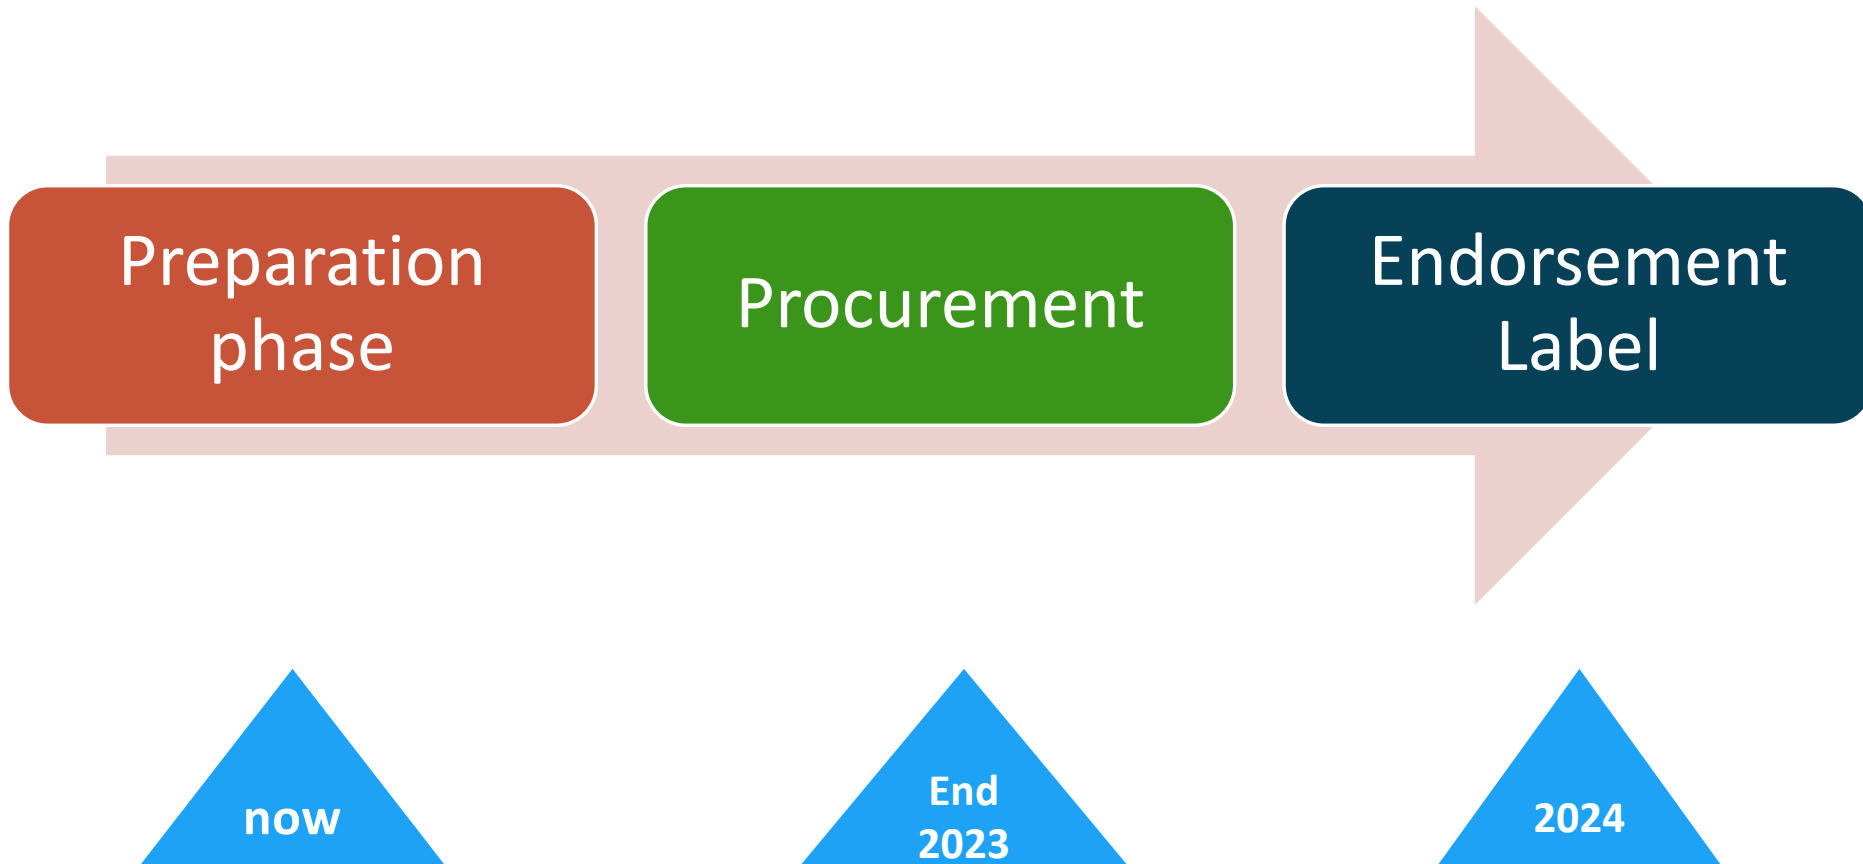 Preparation
phase
Procurement
Endorsement
Label
now
End
2023
2024